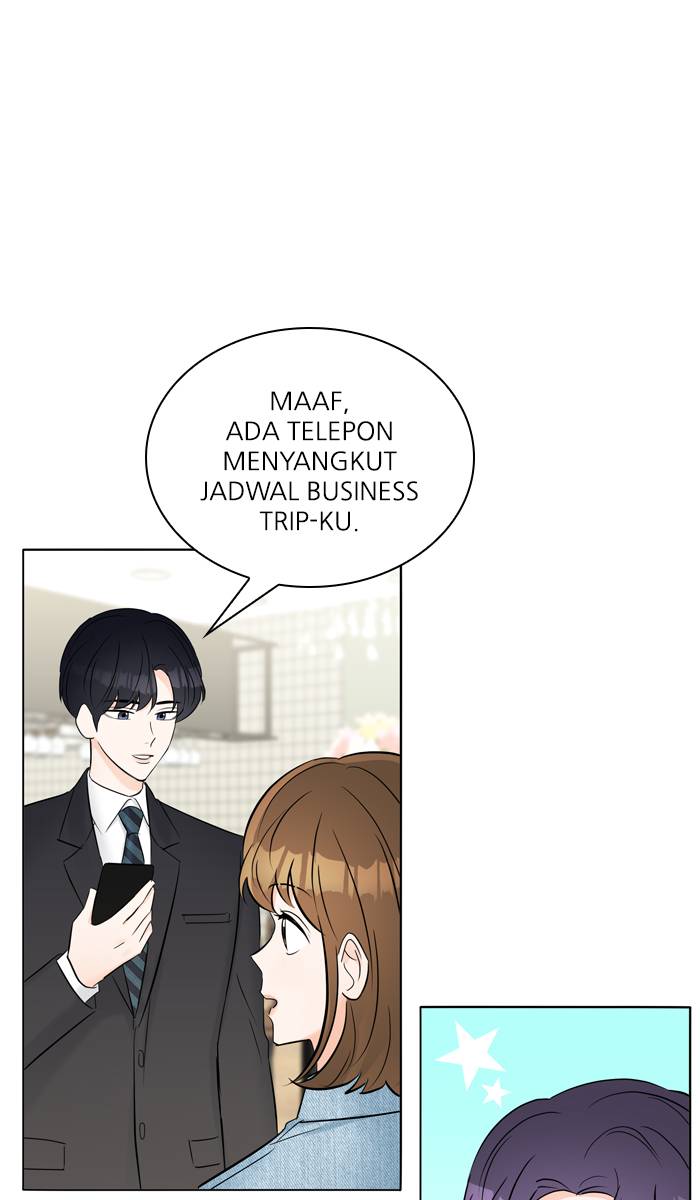 MAAF,
ADA TELEPON
MENYANGKUT
JADWAL BUSINESS
TRIP-KU.